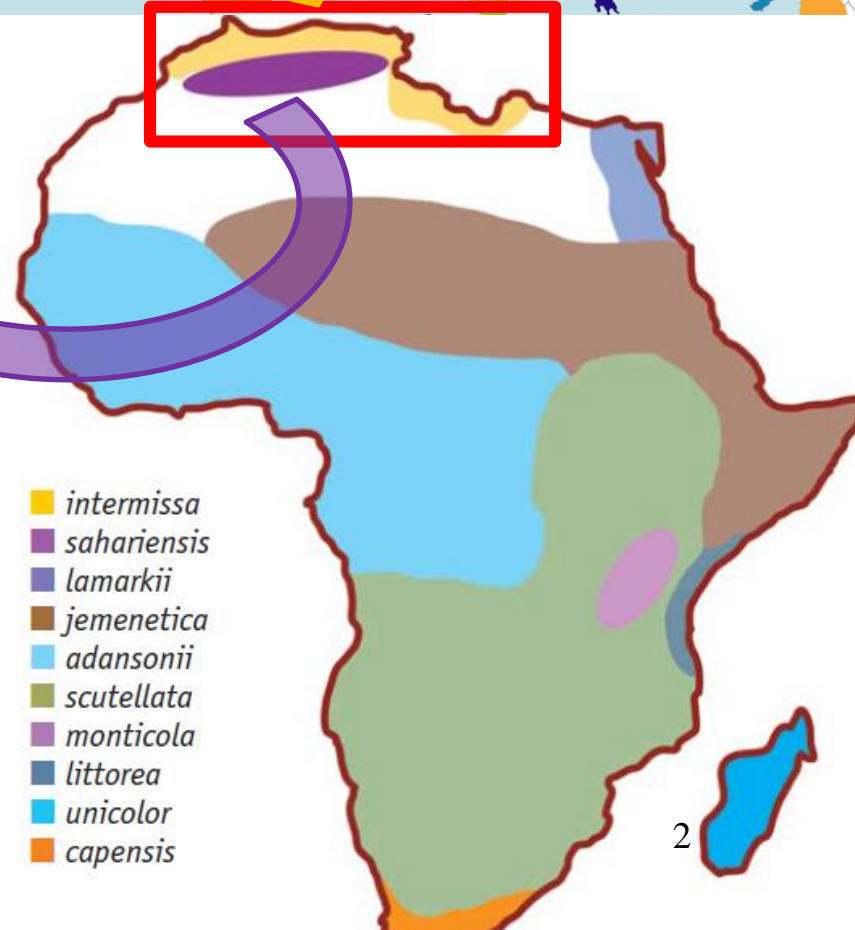 intermissa
sahariensis
lamarkii
jemenetica
adansonii
scutellata
monticola
littorea
unicolor
capensis
2